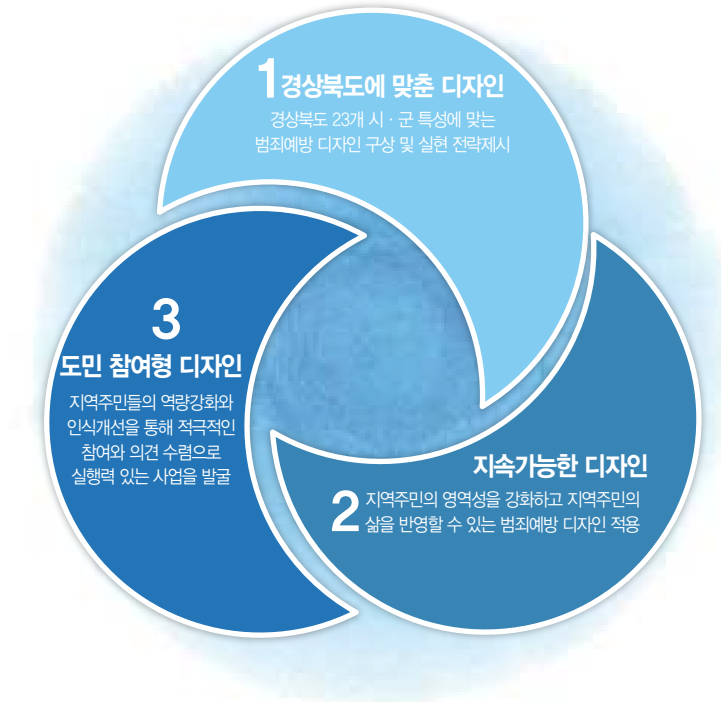 1 경상북도에 맞춘 디자인
경상북도 23개 시 · 군 특성에 맞는
범죄예방 디자인 구상 및 실현 전략제시
지속가능한 디자인
2 지역주민의 영역성을 강화하고 지역주민의
삶을 반영할 수 있는 범죄예방 디자인 적용
3
도민 참여형 디자인
지역주민들의 역량강화와
인식개선을 통해 적극적인
참여와 의견 수렴으로
실행력 있는 사업을 발굴